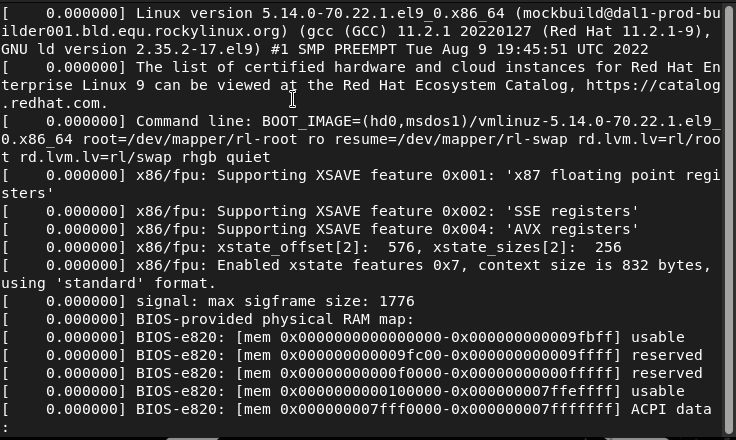 [    0.000000] Linux version 5.14.0-70.22.1.el9_0.x86_64 (mockbuild@dal1-prod-bu
ilder001.bld.equ.rockylinux.org) (gcc (GCC) 11.2.1 20220127 (Red Hat 11.2.1-9),
GNU ld version 2.35.2-17.el9) #1 SMP PREEMPT Tue Aug 9 19:45:51 UTC 2022
[    0.000000] The list of certified hardware and cloud instances for Red Hat En
terprise Linux 9 can be viewed at the Red Hat Ecosystem Catalog, https://catalog
.redhat.com.
[    0.000000] Command line: BOOT_IMAGE=(hd0,msdos1)/vmlinuz-5.14.0-70.22.1.el9_
0.x86_64 root=/dev/mapper/rl-root ro resume=/dev/mapper/rl-swap rd.lvm.lv=rl/roo
t rd.lvm.lv=rl/swap rhgb quiet
[    0.000000] x86/fpu: Supporting XSAVE feature 0x001: 'x87 floating point regi
sters'
[    0.000000] x86/fpu: Supporting XSAVE feature 0x002: 'SSE registers'
[    0.000000] x86/fpu: Supporting XSAVE feature 0x004: 'AVX registers'
[    0.000000] x86/fpu: xstate_offset[2]:  576, xstate_sizes[2]:  256
[    0.000000] x86/fpu: Enabled xstate features 0x7, context size is 832 bytes,
using 'standard' format.
[    0.000000] signal: max sigframe size: 1776
[    0.000000] BIOS-provided physical RAM map:
[    0.000000] BIOS-e820: [mem 0x0000000000000000-0x000000000009fbff] usable
[    0.000000] BIOS-e820: [mem 0x000000000009fc00-0x000000000009ffff] reserved
[    0.000000] BIOS-e820: [mem 0x00000000000f0000-0x00000000000fffff] reserved
[    0.000000] BIOS-e820: [mem 0x0000000000100000-0x000000007ffeffff] usable
[    0.000000] BIOS-e820: [mem 0x000000007fff0000-0x000000007fffffff] ACPI data
: